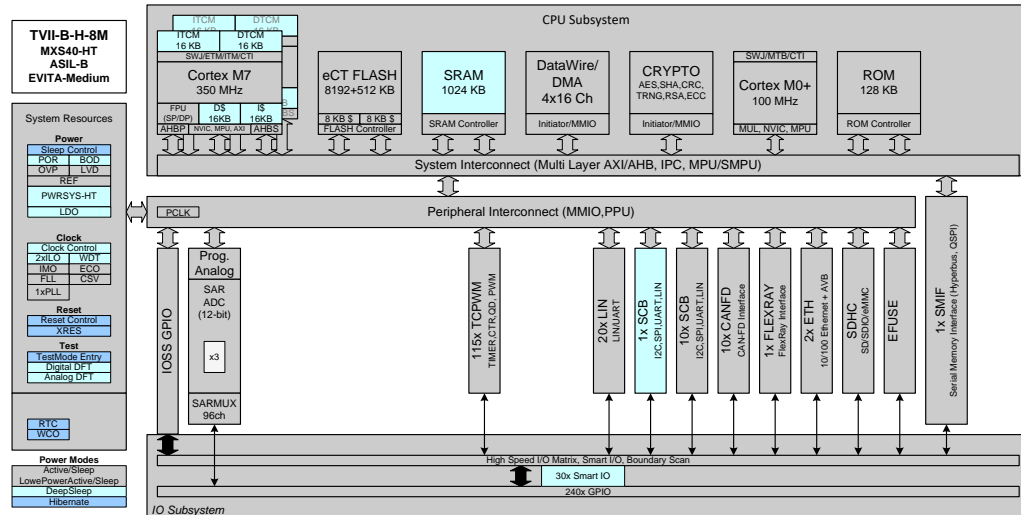 TVII-B-H-8M
MXS40-HT
ASIL-B
EVITA-Medium
System Resources
Power
Sleep Control
POR BOD
OVP LVD
REF
PWRSYS-HT
LDO
Clock
Clock Control
2xILO WDT
IMO ECO
FLL CSV
1xPLL
Reset
Reset Control
XRES
Test
TestMode Entry
Digital DFT
Analog DFT
RTC
WCO
Power Modes
Active/Sleep
LowePowerActive/Sleep
DeepSleep
Hibernate
CPU Subsystem
ITCM DTCM
16 KB 16 KB
ITCM DTCM
16 KB 16 KB
SWJ/ETM/ITM/CTI
Cortex M7
350 MHz
FPU
(SP/DP)
D$
16KB
I$
16KB
AHBP NVIC, MPU, AXI AHBS
eCT FLASH
8192+512 KB
8 KB $ 8 KB $
FLASH Controller
SRAM
1024 KB
SRAM Controller
DataWire/
DMA
4x16 Ch
Initiator/MMIO
CRYPTO
AES,SHA,CRC,
TRNG,RSA,ECC
Initiator/MMIO
SWJ/MTB/CTI
Cortex M0+
100 MHz
MUL, NVIC, MPU
ROM
128 KB
ROM Controller
System Interconnect (Multi Layer AXI/AHB, IPC, MPU/SMPU)
PCLK
Peripheral Interconnect (MMIO,PPU)
IOSS GPIO
Prog.
Analog
SAR
ADC
(12-bit)
x3
SARMUX
96ch
115x TCPWM
TIMER,CTR,QD, PWM
20x LIN
LIN/UART
1x SCB
I2C,SPI,UART,LIN
10x SCB
I2C,SPI,UART,LIN
10x CANFD
CAN-FD Interface
1x FLEXRAY
FlexRay Interface
2x ETH
10/100 Ethernet + AVB
SDHC
SD/SDIO/eMMC
EFUSE
1x SMIF
Serial Memory Interface (Hyperbus, QSPI)
High Speed I/O Matrix, Smart I/O, Boundary Scan
30x Smart IO
240x GPIO
IO Subsystem